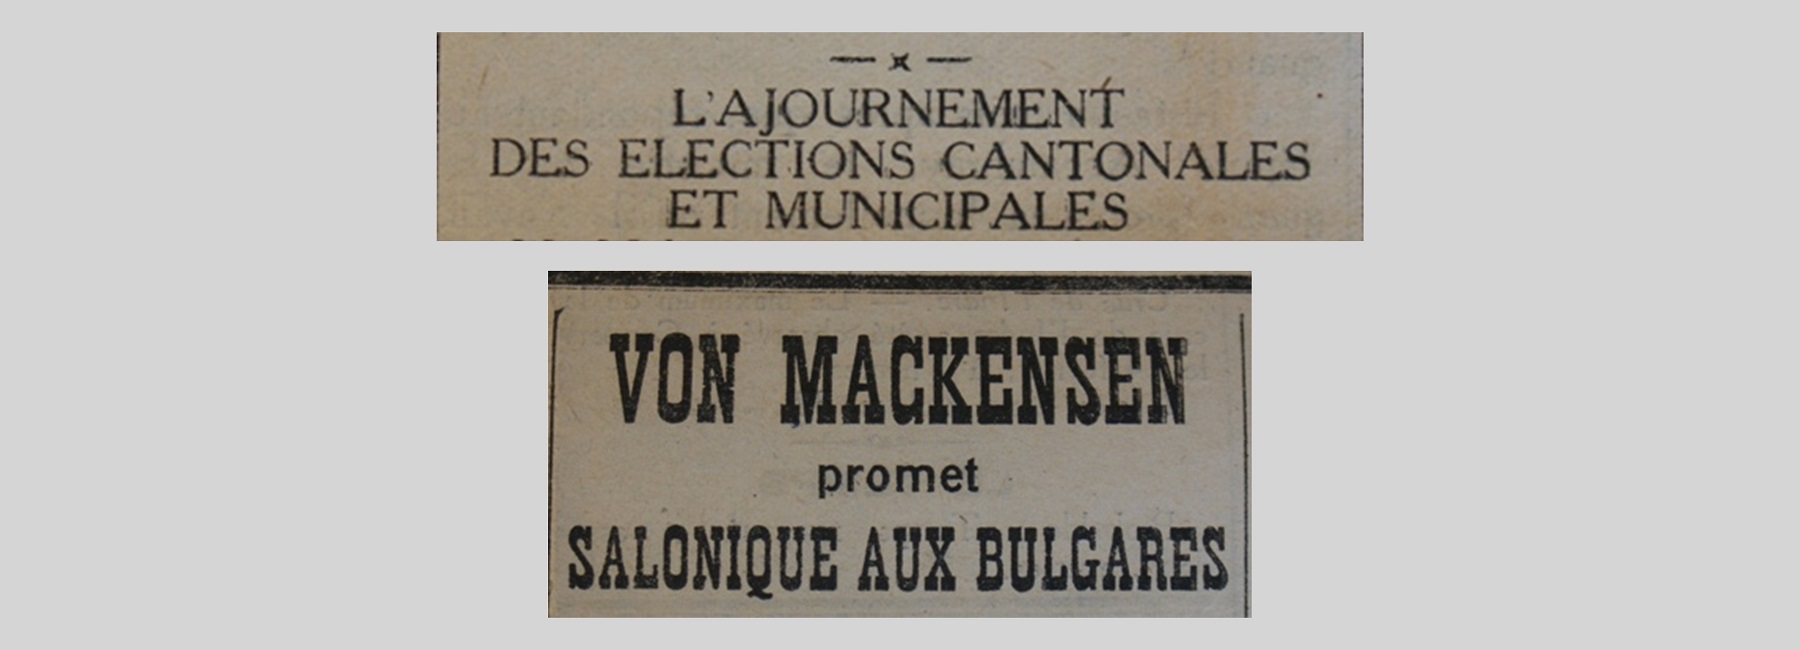 L'AJOURNEMENT
DES ELECTIONS CANTONALES
ET MUNICIPALES
VON MACKENSEN
promet
SALONIQUE AUX BULGARES